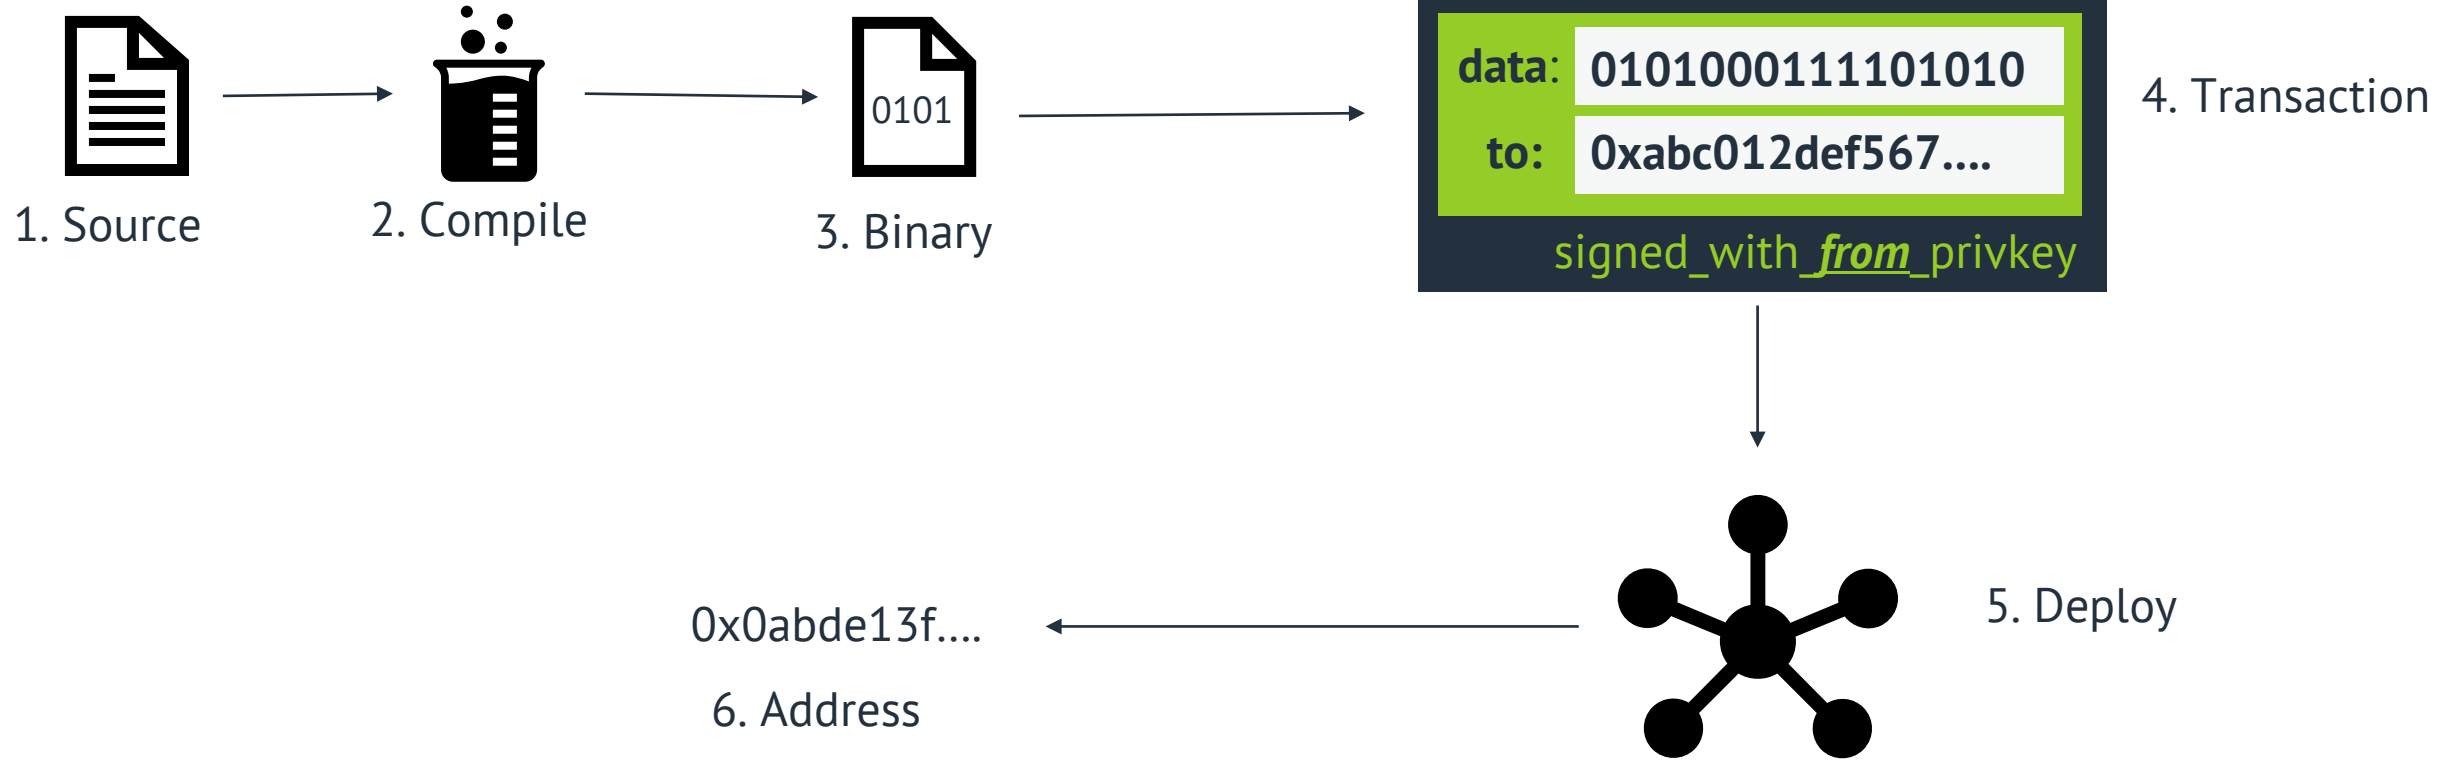 1. Source
2. Compile
0101
3. Binary
data: 0101000111101010
to: 0xabc012def567....
signed_with_from_privkey
4. Transaction
5. Deploy
0x0abde13f....
6. Address